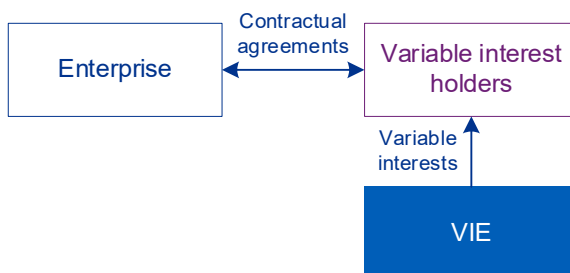 Contractual
agreements
Enterprise
Variable interest
holders
Variable
interests
VIE